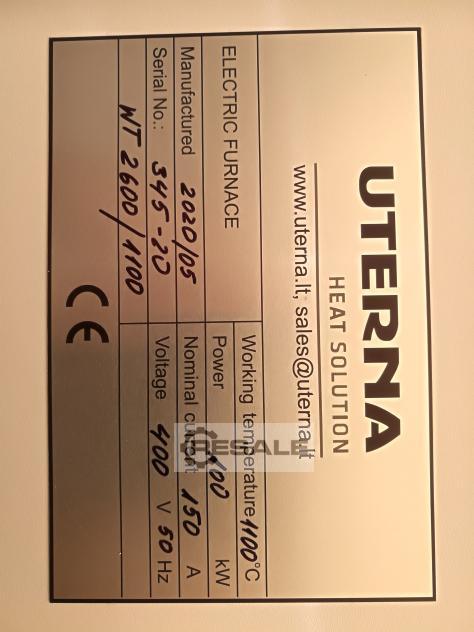 UTERNA
HEAT SOLUTION
www.uterna.lt, sales@uterna.lt
ELECTRIC FURNACE
Working temperature 1100 °C
Power 100 kW
Manufactured 2020/05
Nominal current 150 A
Serial No.: 345-20
Voltage 400 V 50 Hz
WT 2600/1100
CE
RESALE